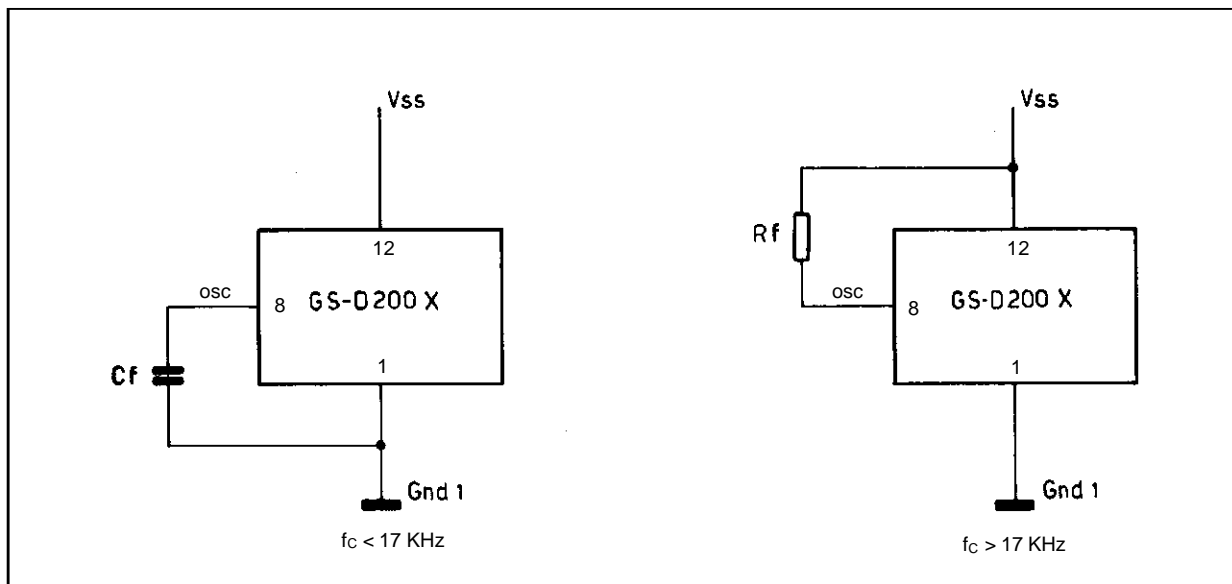 Vss
12
osc
8
GS-D200 X
1
Cf
Gnd 1
fC < 17 KHz
Vss
Rf
12
osc
8
GS-D200 X
1
Gnd 1
fC > 17 KHz